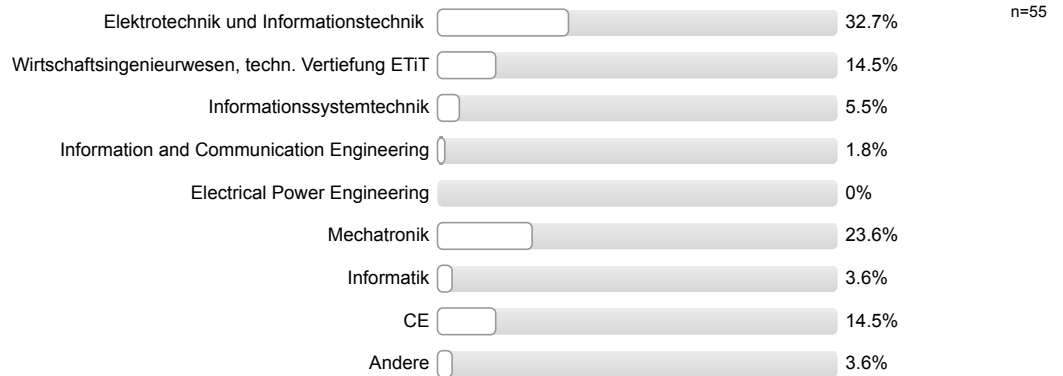 Elektrotechnik und Informationstechnik 32.7% n=55
Wirtschaftsingenieurwesen, techn. Vertiefung ETiT 14.5%
Informationssystemtechnik 5.5%
Information and Communication Engineering 1.8%
Electrical Power Engineering 0%
Mechatronik 23.6%
Informatik 3.6%
CE 14.5%
Andere 3.6%